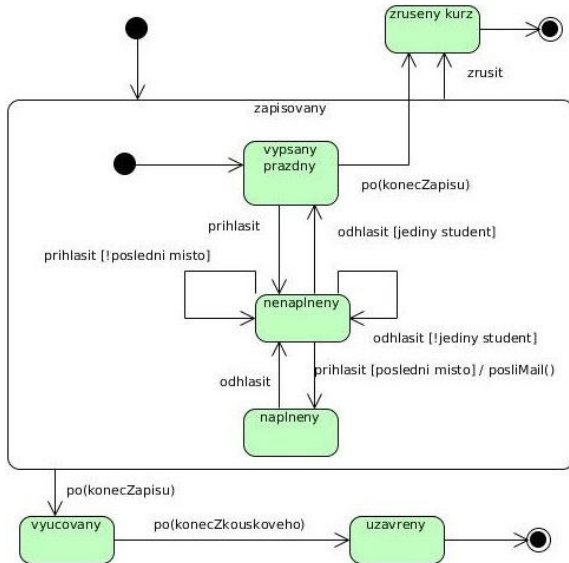 zruseny kurz
zrusit
zapisovany
vypsany
prazdny
po(konecZapisu)
prihlasit
odhlasit [jediny student]
prihlasit [!posledni misto]
nenaplneny
odhlasit [!jediny student]
prihlasit [posledni misto] / posliMail()
odhlasit
naplneny
po(konecZapisu)
vyucovany
po(konecZkouskoveho)
uzavreny